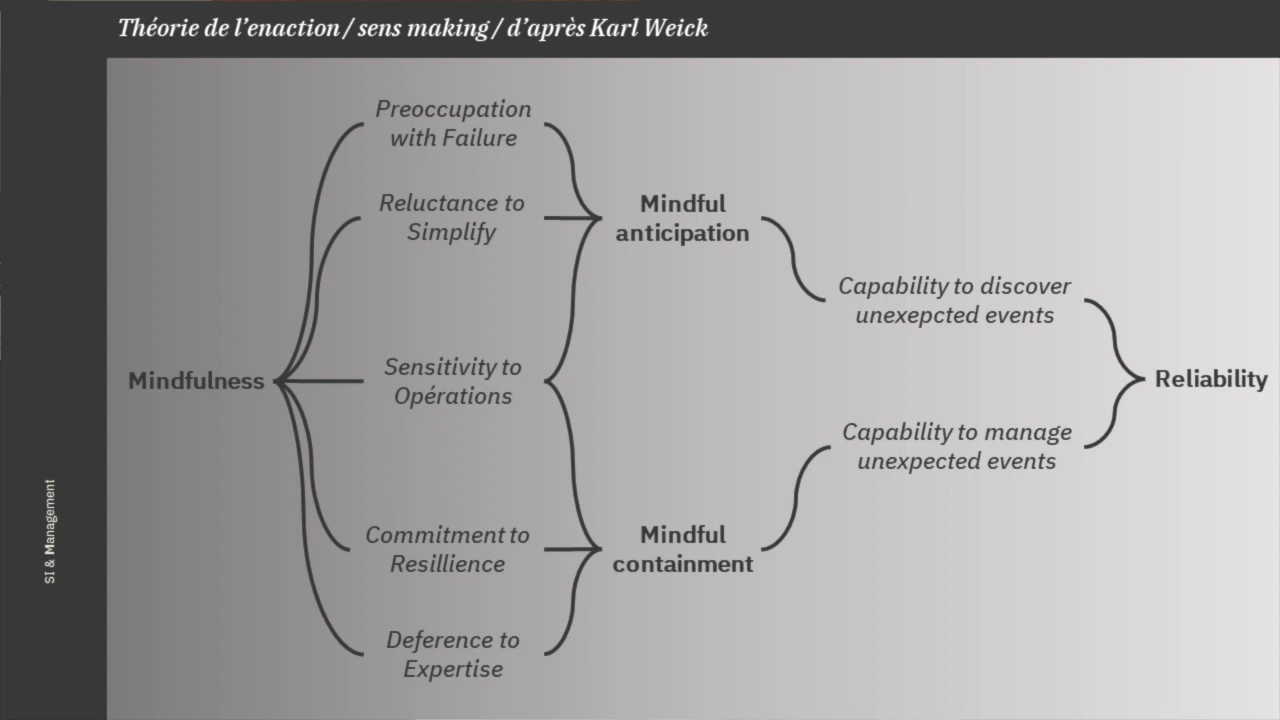 Théorie de l’enaction / sens making / d’après Karl Weick
Preoccupation
with Failure
Reluctance to
Simplify
Mindful
anticipation
Capability to discover
unexepcted events
Mindfulness
Sensitivity to
Opérations
Reliability
Capability to manage
unexpected events
Commitment to
Resillience
Mindful
containment
Deference to
Expertise
SI & Management